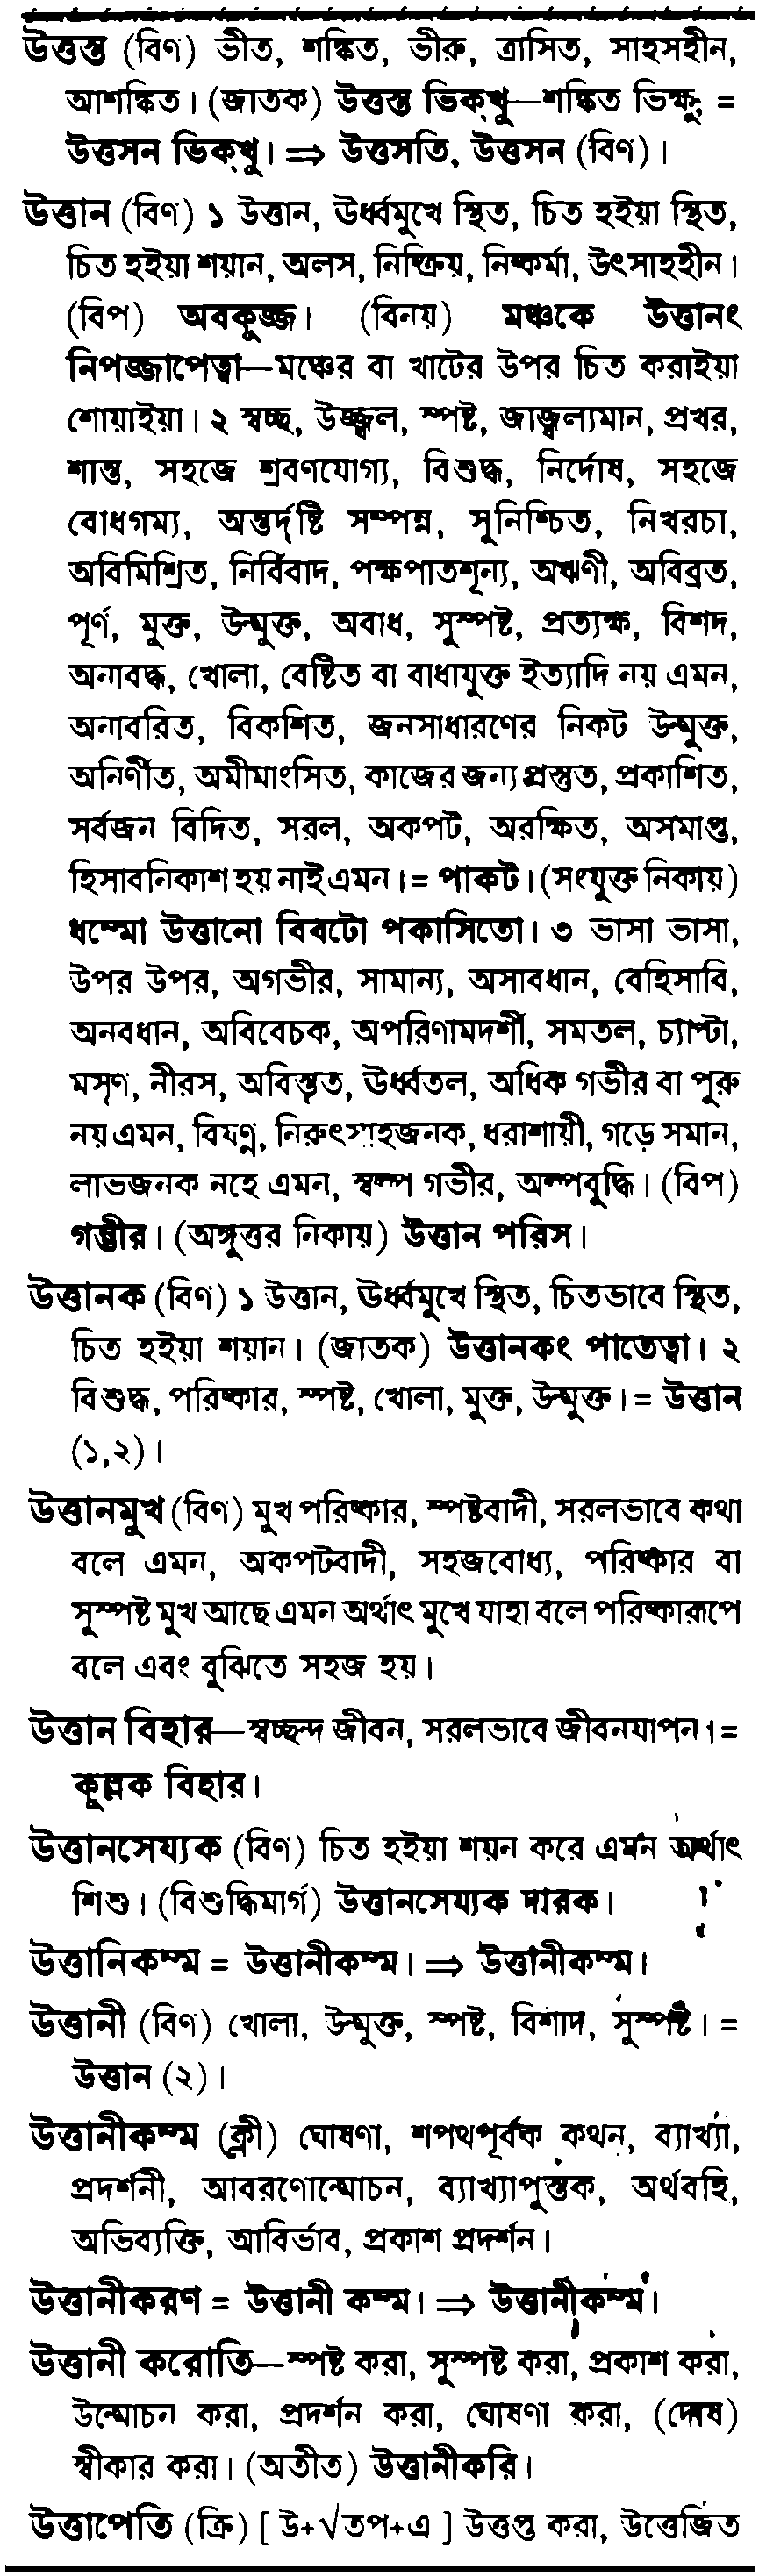 উত্তস্ত (বিণ) ভীত, শঙ্কিত, ভীরু, ত্রাসিত, সাহসহীন,
আশঙ্কিত। (জাতক) উত্তস্ত ভিক্খু—শঙ্কিত ভিক্ষু =
উত্তসন ভিক্খু। ⇒ উত্তসতি, উত্তসন (বিণ)।
উত্তান (বিণ) ১ উত্তান, ঊর্ধ্বমুখে স্থিত, চিত হইয়া স্থিত,
চিত হইয়া শয়ান, অলস, নিষ্ক্রিয়, নিষ্কর্মা, উৎসাহহীন।
(বিপ) অবকুজ্জ। (বিনয়) মঞ্চকে উত্তানং
নিপজ্জাপেত্বা—মঞ্চের বা খাটের উপর চিত করাইয়া
শোয়াইয়া। ২ স্বচ্ছ, উজ্জ্বল, স্পষ্ট, জাজ্বল্যমান, প্রখর,
শান্ত, সহজে শ্রবণযোগ্য, বিশুদ্ধ, নির্দোষ, সহজে
বোধগম্য, অন্তর্দৃষ্টি সম্পন্ন, সুনিশ্চিত, নিখরচা,
অবিমিশ্রিত, নির্বিবাদ, পক্ষপাতশূন্য, অঋণী, অবিব্রত,
পূর্ণ, মুক্ত, উন্মুক্ত, অবাধ, সুস্পষ্ট, প্রত্যক্ষ, বিশদ,
অনাবদ্ধ, খোলা, বেষ্টিত বা বাধাযুক্ত ইত্যাদি নয় এমন,
অনাবরিত, বিকশিত, জনসাধারণের নিকট উন্মুক্ত,
অনির্ণীত, অমীমাংসিত, কাজের জন্য প্রস্তুত, প্রকাশিত,
সর্বজন বিদিত, সরল, অকপট, অরক্ষিত, অসমাপ্ত,
হিসাবনিকাশ হয় নাই এমন। = পাকট। (সংযুক্ত নিকায়)
ধম্মো উত্তানো বিবটো পকাসিতো। ৩ ভাসা ভাসা,
উপর উপর, অগভীর, সামান্য, অসাবধান, বেহিসাবি,
অনবধান, অবিবেচক, অপরিণামদর্শী, সমতল, চ্যাপ্টা,
মসৃণ, নীরস, অবিস্তৃত, ঊর্ধ্বতল, অধিক গভীর বা পুরু
নয় এমন, বিষণ্ণ, নিরুৎসাহজনক, ধরাশায়ী, গড়ে সমান,
লাভজনক নহে এমন, স্বল্প গভীর, অল্পবুদ্ধি। (বিপ)
গম্ভীর। (অঙ্গুত্তর নিকায়) উত্তান পরিস।
উত্তানক (বিণ) ১ উত্তান, ঊর্ধ্বমুখে স্থিত, চিতভাবে স্থিত,
চিত হইয়া শয়ান। (জাতক) উত্তানকং পাতেত্বা। ২
বিশুদ্ধ, পরিষ্কার, স্পষ্ট, খোলা, মুক্ত, উন্মুক্ত। = উত্তান
(১,২)।
উত্তানমুখ (বিণ) মুখ পরিষ্কার, স্পষ্টবাদী, সরলভাবে কথা
বলে এমন, অকপটবাদী, সহজবোধ্য, পরিষ্কার বা
সুস্পষ্ট মুখ আছে এমন অর্থাৎ মুখে যাহা বলে পরিষ্কাররূপে
বলে এবং বুঝিতে সহজ হয়।
উত্তান বিহার—স্বচ্ছন্দ জীবন, সরলভাবে জীবনযাপন। =
কুল্লক বিহার।
উত্তানসেয্যক (বিণ) চিত হইয়া শয়ন করে এমন অর্থাৎ
শিশু। (বিশুদ্ধিমার্গ) উত্তানসেয্যক দারক।
উত্তানিকম্ম = উত্তানীকম্ম। ⇒ উত্তানীকম্ম।
উত্তানী (বিণ) খোলা, উন্মুক্ত, স্পষ্ট, বিশাদ, সুস্পষ্ট। =
উত্তান (২)।
উত্তানীকম্ম (ক্লী) ঘোষণা, শপথপূর্বক কথন, ব্যাখ্যা,
প্রদর্শনী, আবরণোন্মোচন, ব্যাখ্যাপুস্তক, অর্থবহি,
অভিব্যক্তি, আবির্ভাব, প্রকাশ প্রদর্শন।
উত্তানীকরণ = উত্তানী কম্ম। ⇒ উত্তানীকম্ম।
উত্তানী করোতি—স্পষ্ট করা, সুস্পষ্ট করা, প্রকাশ করা,
উন্মোচন করা, প্রদর্শন করা, ঘোষণা করা, (দোষ)
স্বীকার করা। (অতীত) উত্তানীকরি।
উত্তাপেতি (ক্রি) [ উ+√তপ+এ ] উত্তপ্ত করা, উত্তেজিত